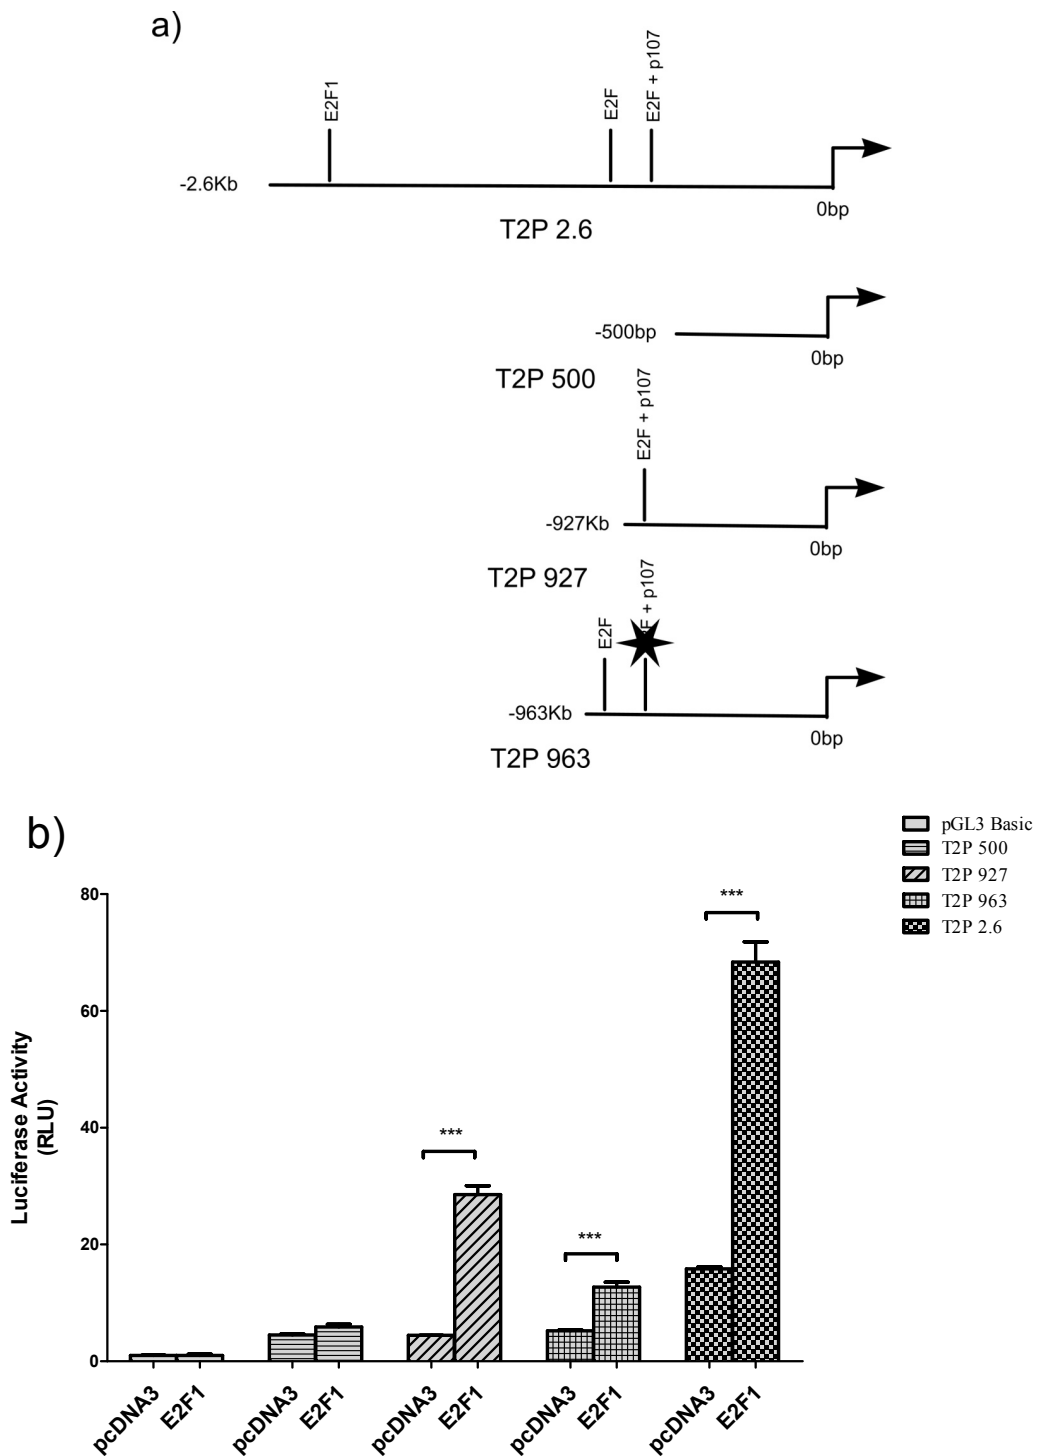 a)
E2F1
E2F
E2F + p107
-2.6Kb
0bp
T2P 2.6
-500bp
0bp
T2P 500
E2F + p107
-927Kb
0bp
T2P 927
E2F
F + p107
-963Kb
0bp
T2P 963
b)
pGL3 Basic
T2P 500
T2P 927
T2P 963
T2P 2.6
Luciferase Activity
(RLU)
80
60
40
20
0
***
***
***
pcDNA3
E2F1
pcDNA3
E2F1
pcDNA3
E2F1
pcDNA3
E2F1
pcDNA3
E2F1